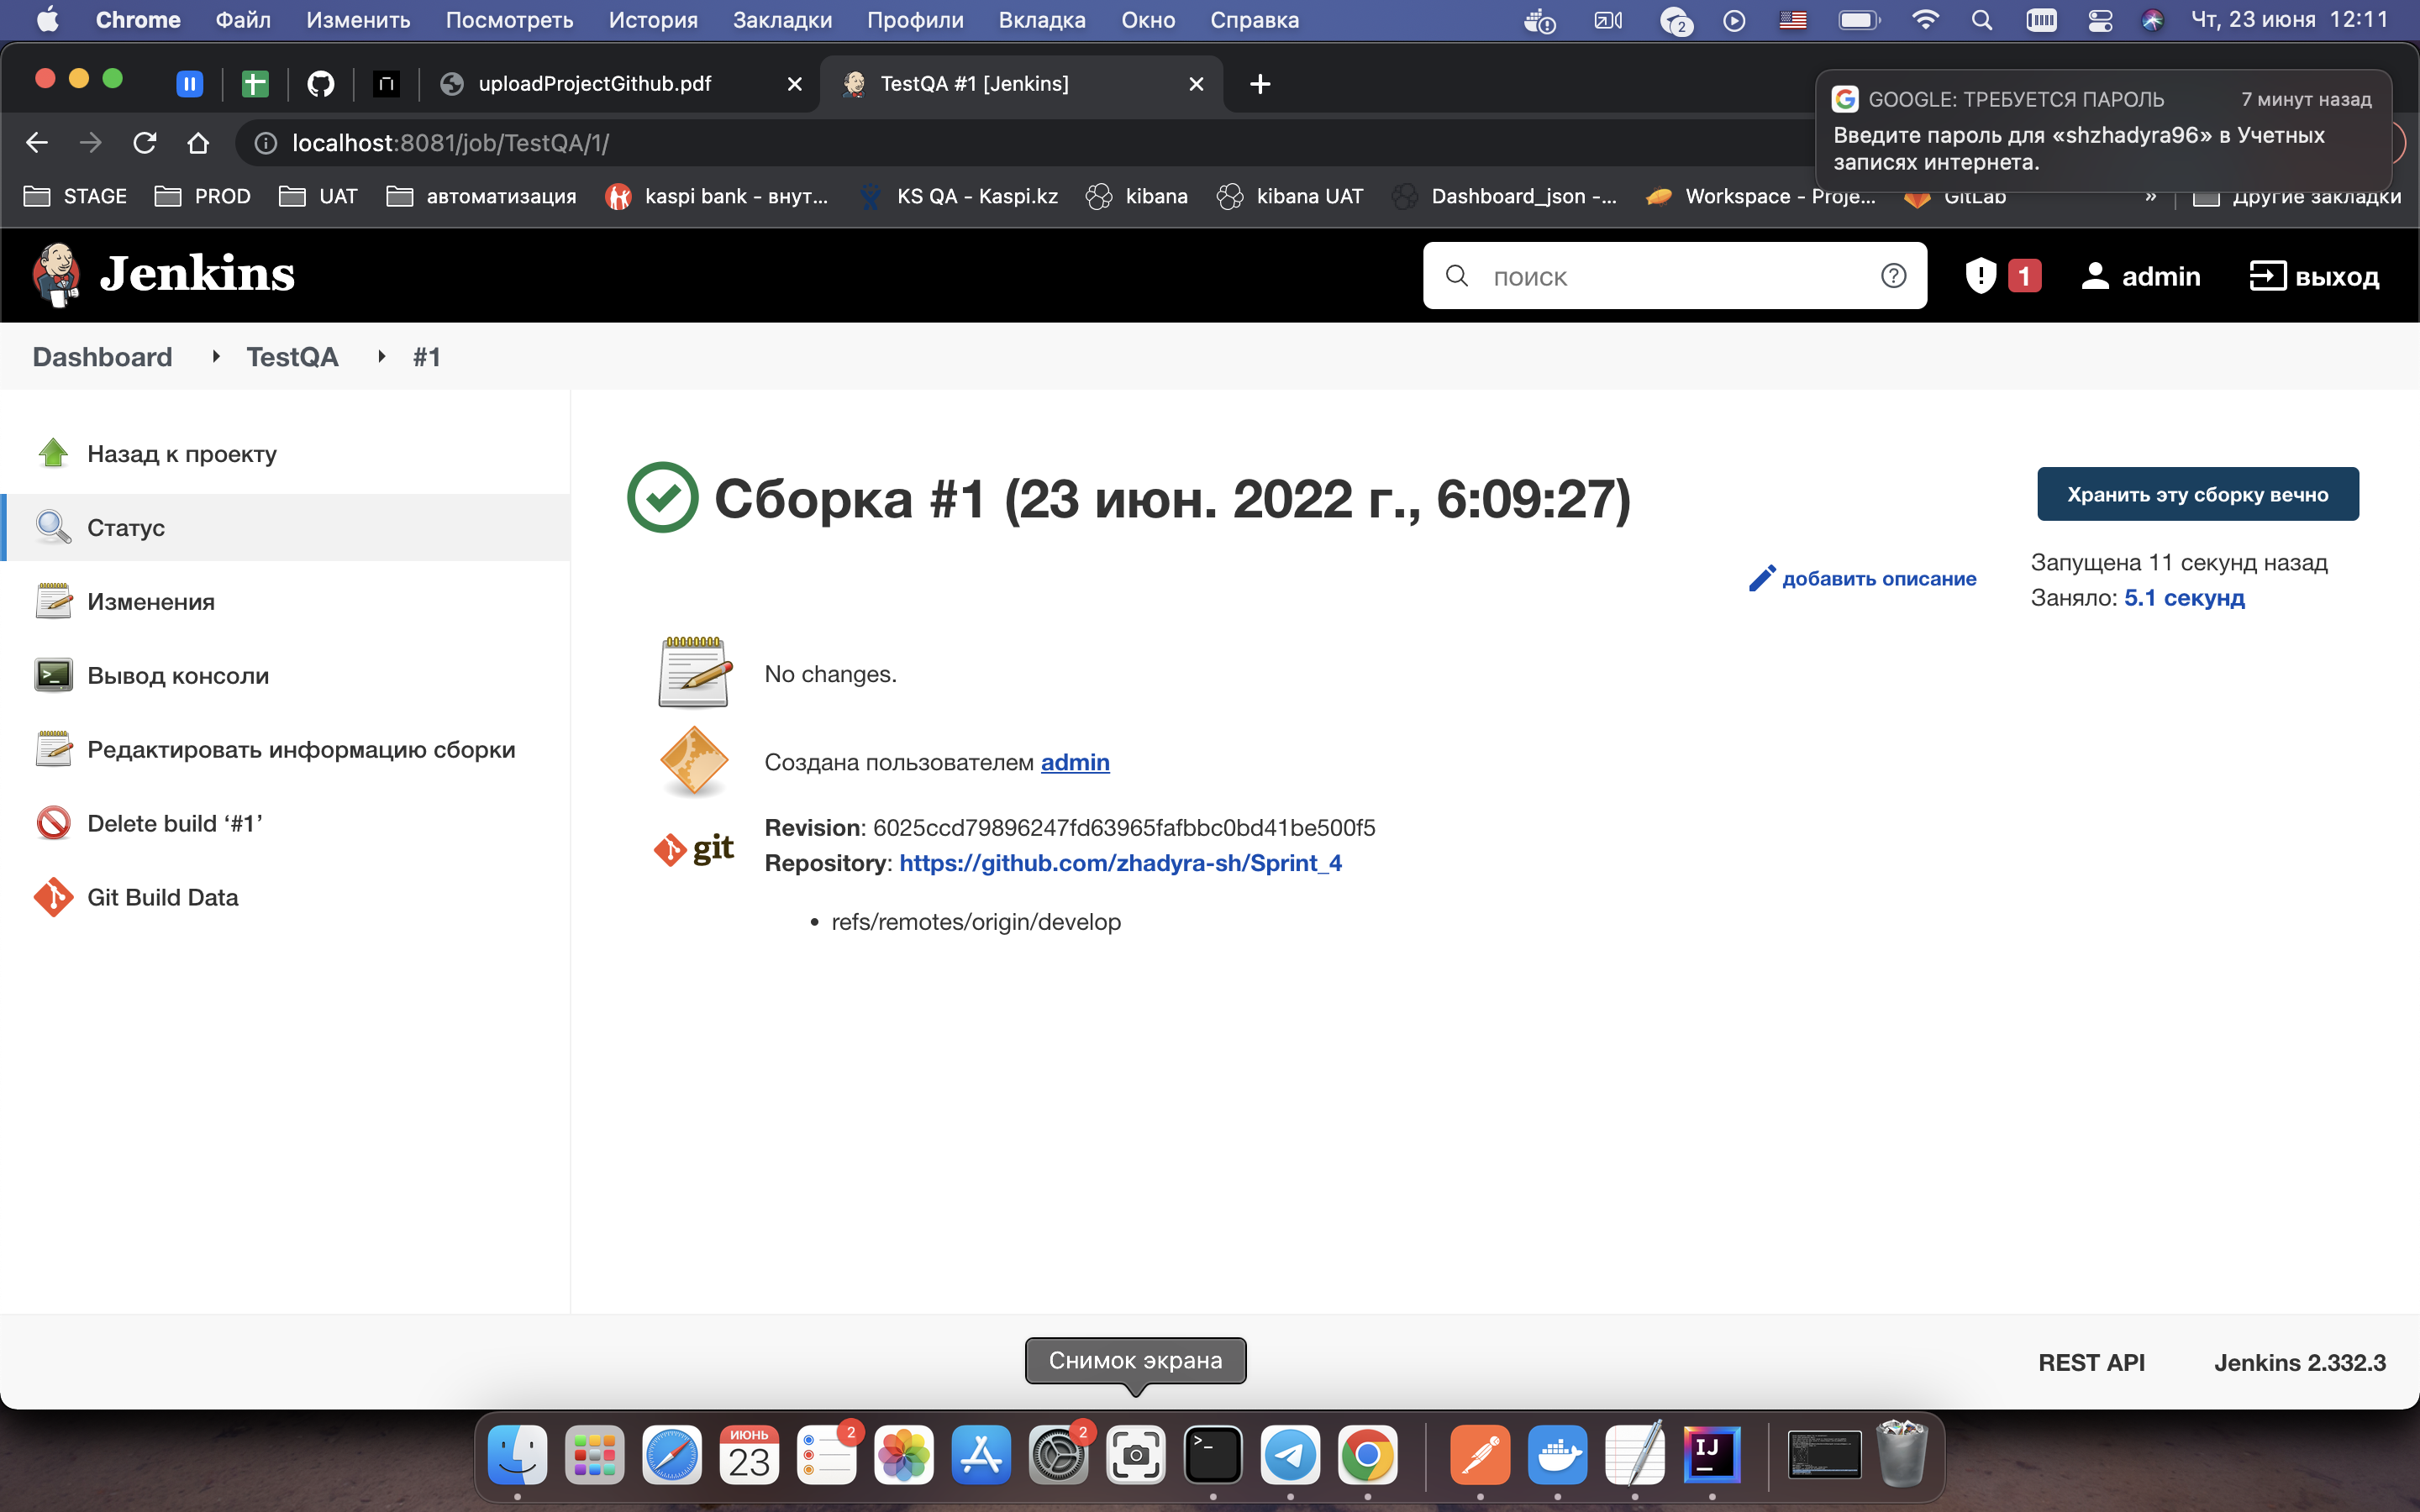 Chrome Файл Изменить Посмотреть История Закладки Профили Вкладка Окно Справка 2 Чт, 23 июня 12:11
uploadProjectGithub.pdf TestQA #1 [Jenkins]
GOOGLE: ТРЕБУЕТСЯ ПАРОЛЬ 7 минут назад
Введите пароль для «shzhadyra96» в Учетных
записях интернета.
localhost:8081/job/TestQA/1/
STAGE PROD UAT автоматизация kaspi bank - внут... KS QA - Kaspi.kz kibana kibana UAT Dashboard_json -... Workspace - Proje... GitLab » Другие закладки
Jenkins поиск 1 admin выход
Dashboard TestQA #1
Назад к проекту
Статус
Изменения
Вывод консоли
Редактировать информацию сборки
Delete build ‘#1’
Git Build Data
Сборка #1 (23 июн. 2022 г., 6:09:27)
Хранить эту сборку вечно
добавить описание
Запущена 11 секунд назад
Заняло: 5.1 секунд
No changes.
Создана пользователем admin
git
Revision: 6025ccd79896247fd63965fafbbc0bd41be500f5
Repository: https://github.com/zhadyra-sh/Sprint_4
• refs/remotes/origin/develop
REST API Jenkins 2.332.3
Снимок экрана
ИЮНЬ
23
2
2
IJ